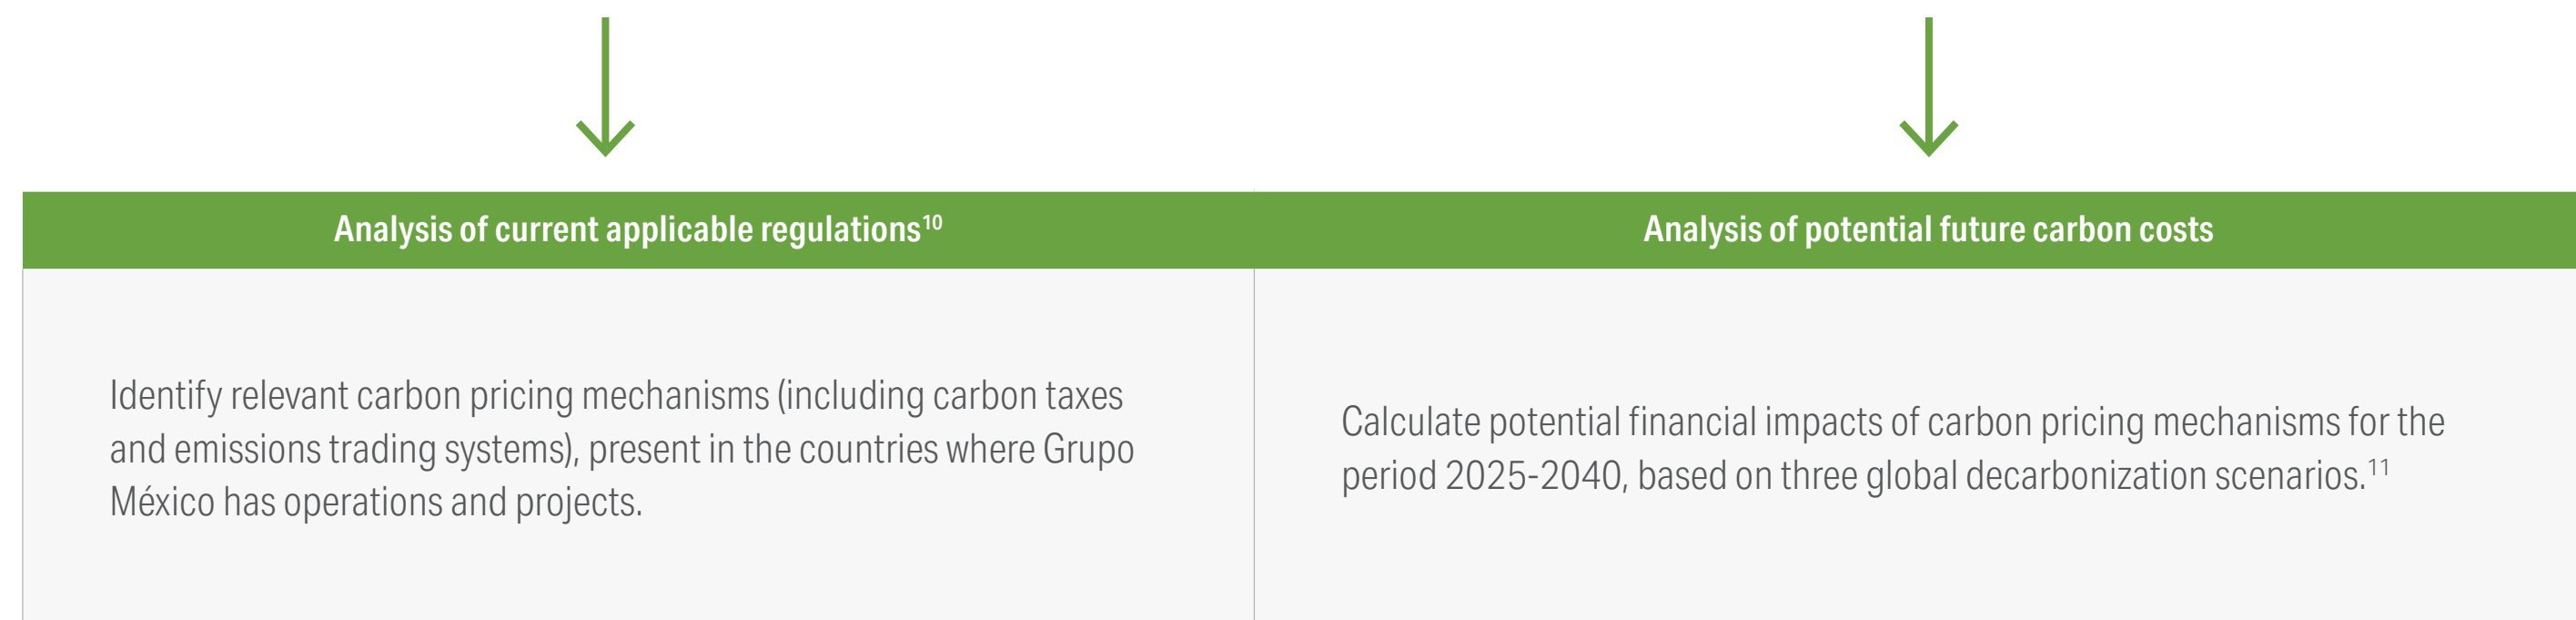 Analysis of current applicable regulations¹⁰
Identify relevant carbon pricing mechanisms (including carbon taxes
and emissions trading systems), present in the countries where Grupo
México has operations and projects.
Analysis of potential future carbon costs
Calculate potential financial impacts of carbon pricing mechanisms for the
period 2025-2040, based on three global decarbonization scenarios.¹¹